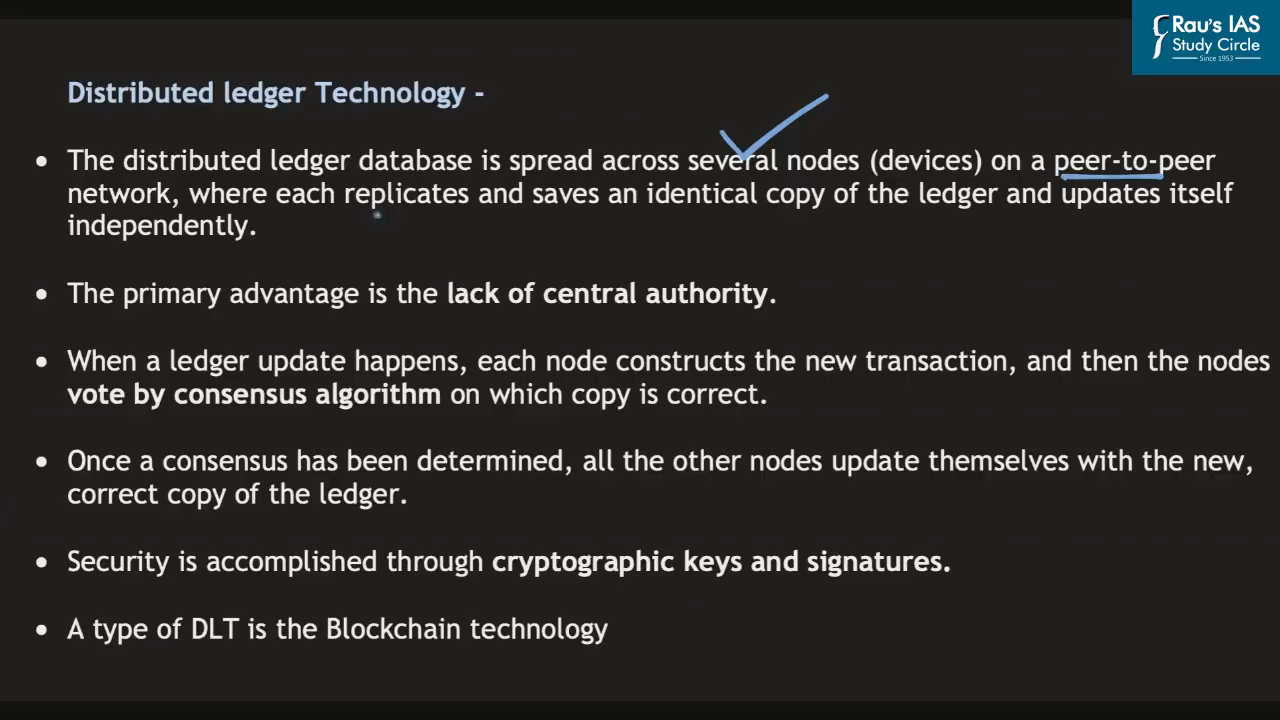 Rau's IAS
Study Circle
Since 1953
Distributed ledger Technology -
• The distributed ledger database is spread across several nodes (devices) on a peer-to-peer
network, where each replicates and saves an identical copy of the ledger and updates itself
independently.
• The primary advantage is the lack of central authority.
• When a ledger update happens, each node constructs the new transaction, and then the nodes
vote by consensus algorithm on which copy is correct.
• Once a consensus has been determined, all the other nodes update themselves with the new,
correct copy of the ledger.
• Security is accomplished through cryptographic keys and signatures.
• A type of DLT is the Blockchain technology